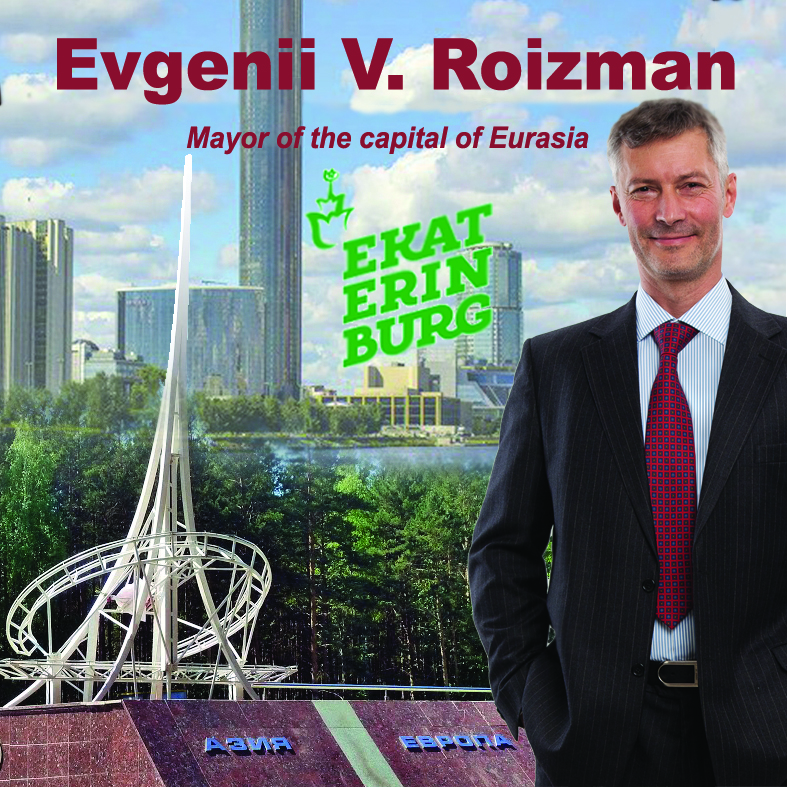 Evgenii V. Roizman
Mayor of the capital of Eurasia
EKAT
ERIN
BURG
АЗИЯ
ЕВРОПА